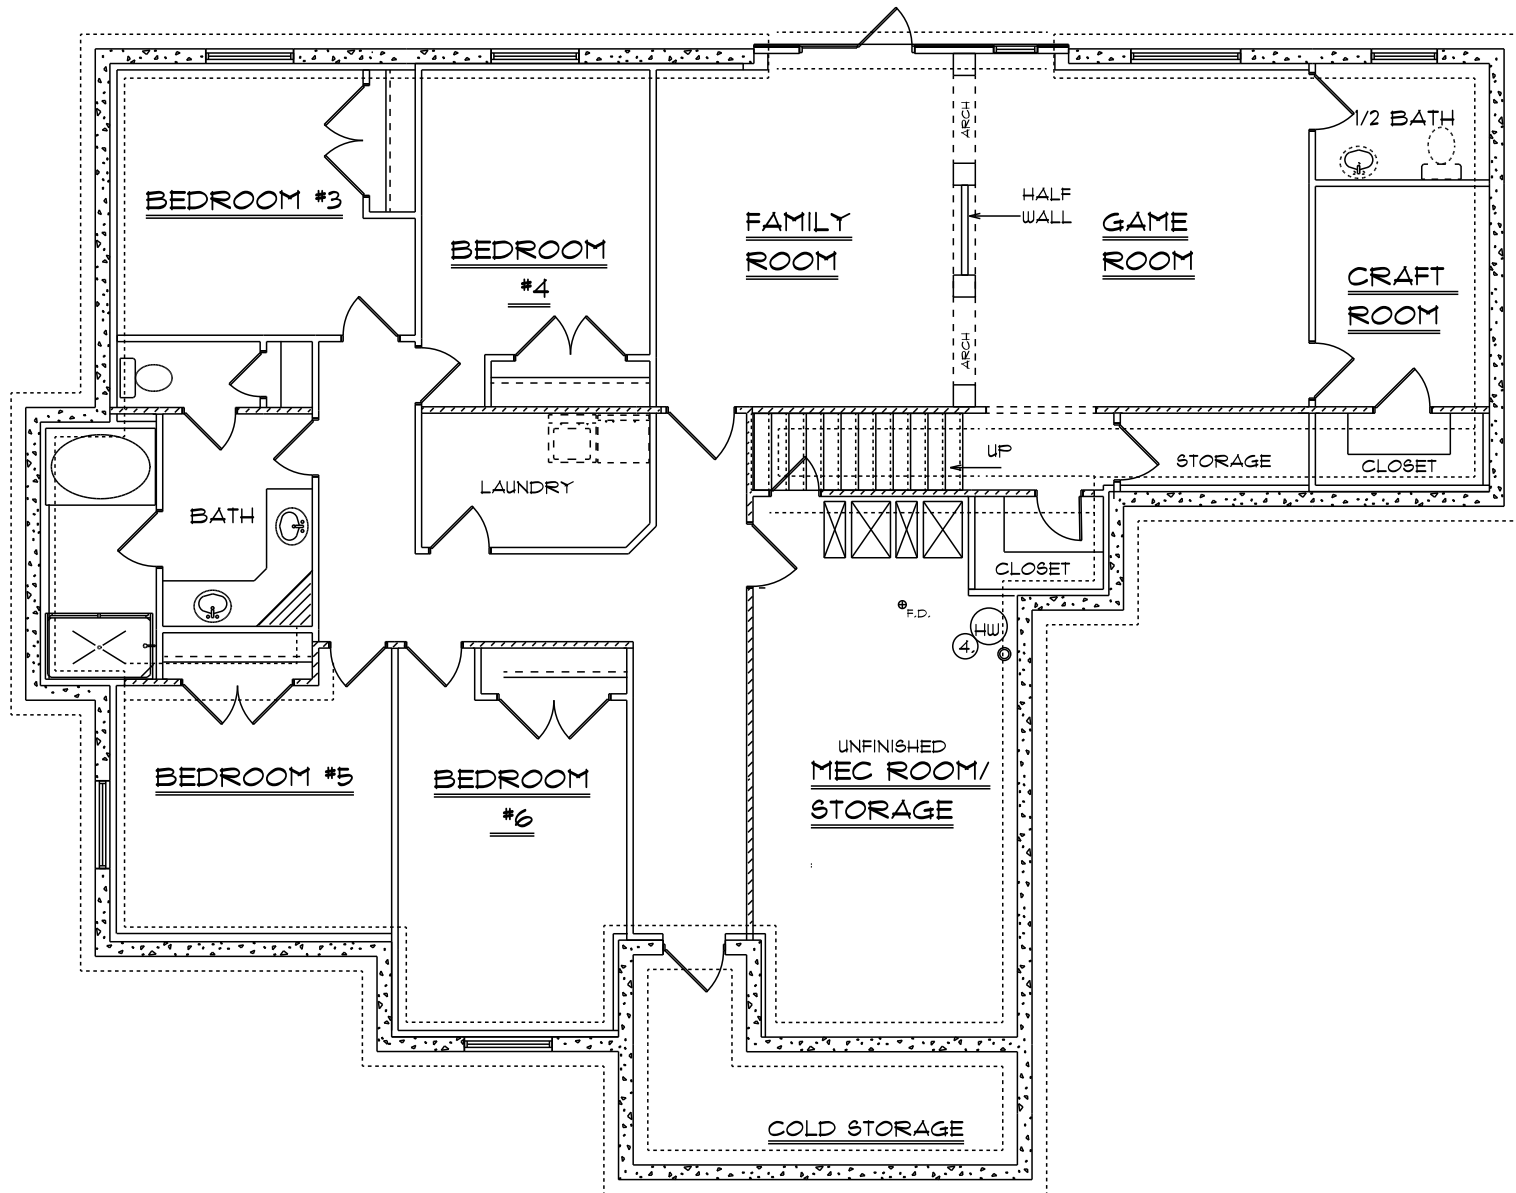 ARCH
1/2 BATH
BEDROOM #3
HALF
WALL
FAMILY
ROOM
GAME
ROOM
BEDROOM
#4
CRAFT
ROOM
ARCH
UP
STORAGE
CLOSET
LAUNDRY
BATH
CLOSET
F.D.
HW
4
UNFINISHED
MEC ROOM/
STORAGE
BEDROOM #5
BEDROOM
#6
COLD STORAGE